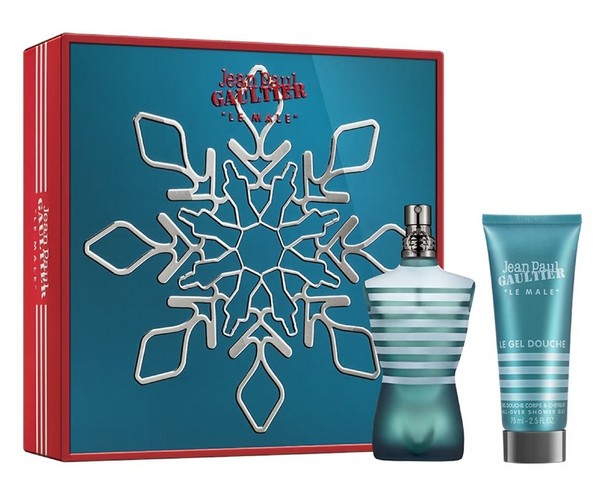 Jean Paul
GAULTIER
"LE MALE"
Jean Paul
GAULTIER
"LE MALE"
Jean Paul
GAULTIER
"LE MALE"
LE GEL DOUCHE
GEL DOUCHE CORPS & CHEVEUX
ALL-OVER SHOWER GEL
75 ml - 2.5 FL.OZ